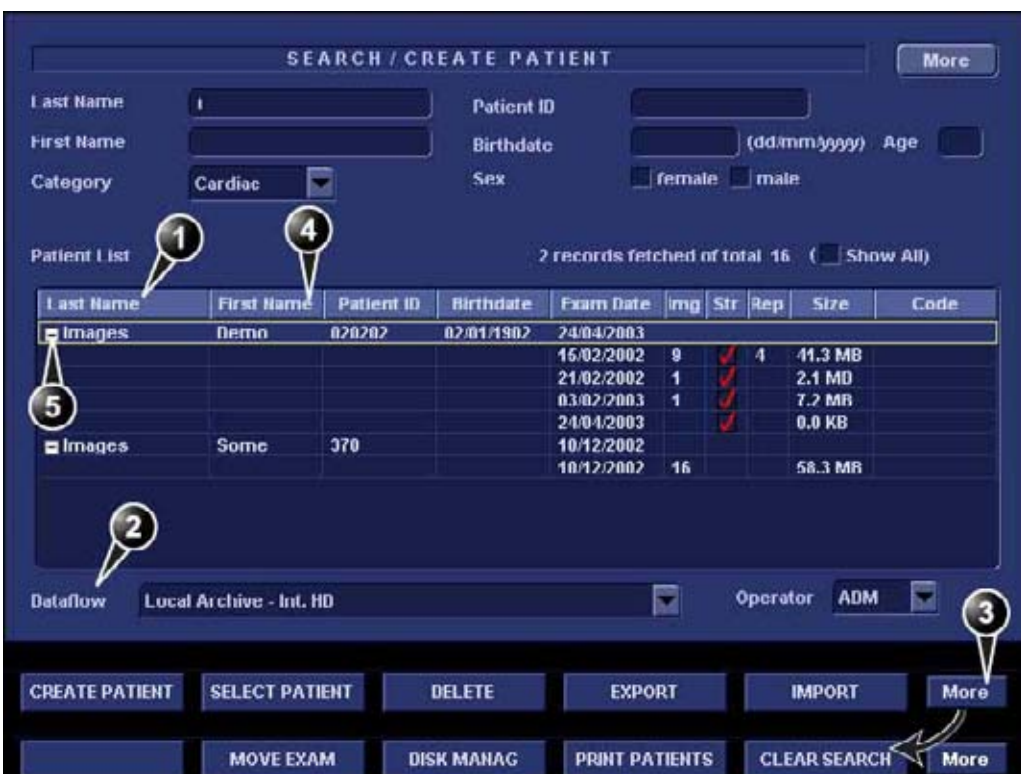 SEARCH / CREATE PATIENT More
Last Name i Patient ID
First Name Birthdate (dd/mm/yyyy) Age
Category Cardiac Sex female male
1 4
Patient List 2 records fetched of total 16 ( Show All)
Last Name First Name Patient ID Birthdate Exam Date Img Str Rep Size Code
Images Demo 020202 02/01/1902 24/04/2003
15/02/2002 9 4 41.3 MB
21/02/2002 1 2.1 MB
5 03/02/2003 1 7.2 MB
24/04/2003 0.0 KB
Images Some 370 10/12/2002
10/12/2002 16 58.3 MB
2
Dataflow Local Archive - Int. HD Operator ADM
3
CREATE PATIENT SELECT PATIENT DELETE EXPORT IMPORT More
MOVE EXAM DISK MANAG PRINT PATIENTS CLEAR SEARCH More